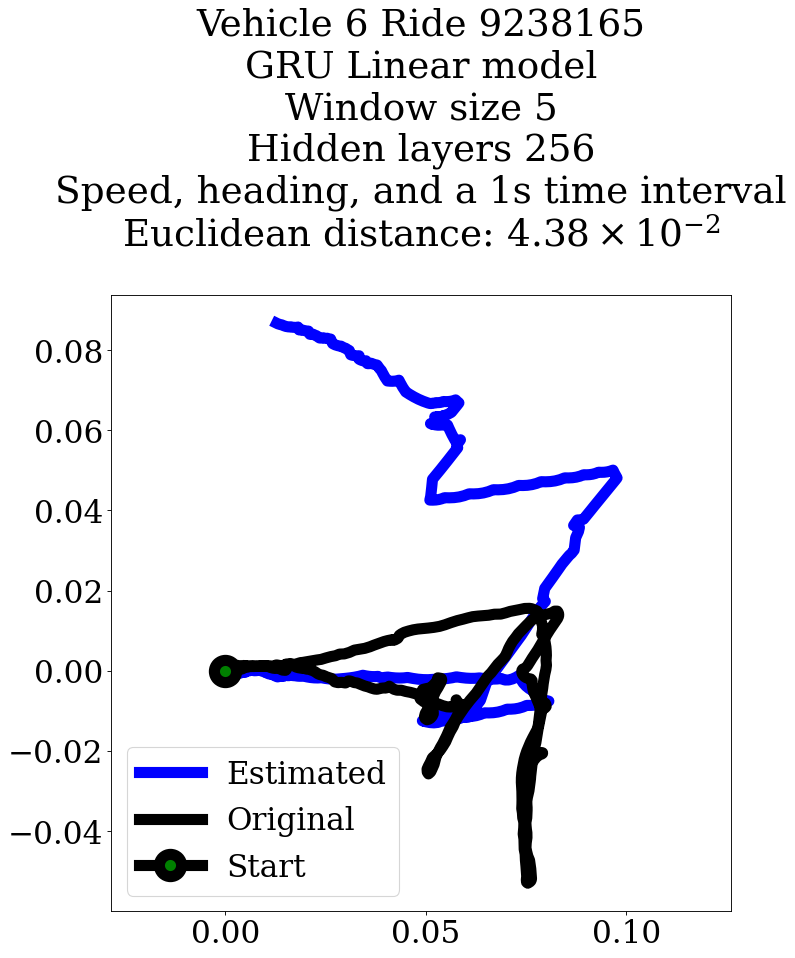 Vehicle 6 Ride 9238165
GRU Linear model
Window size 5
Hidden layers 256
Speed, heading, and a 1s time interval
Euclidean distance: 4.38 × 10⁻²
0.08
0.06
0.04
0.02
0.00
−0.02
−0.04
Estimated
Original
Start
0.00 0.05 0.10